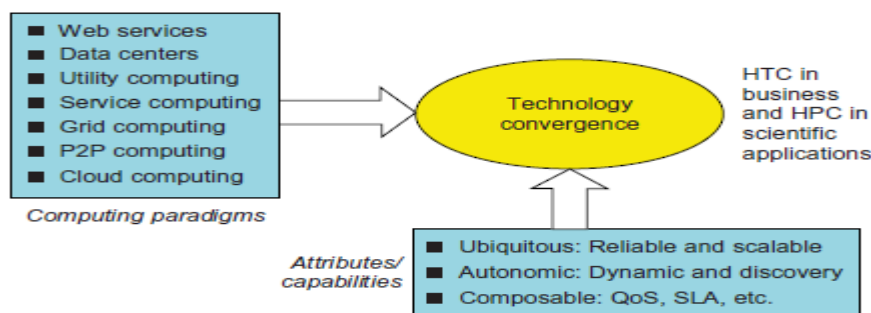 Web services
Data centers
Utility computing
Service computing
Grid computing
P2P computing
Cloud computing
Computing paradigms
Technology
convergence
HTC in
business
and HPC in
scientific
applications
Attributes/
capabilities
Ubiquitous: Reliable and scalable
Autonomic: Dynamic and discovery
Composable: QoS, SLA, etc.